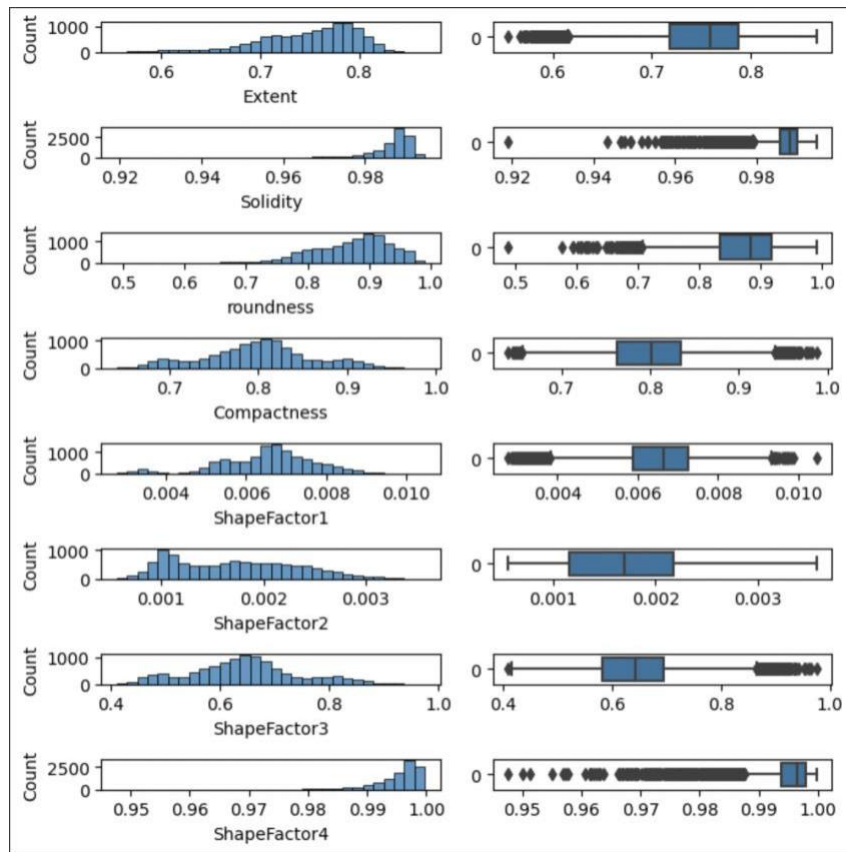 Count 1000 0 0.6 0.7 0.8 Extent
0 0.6 0.7 0.8
Count 2500 0 0.92 0.94 0.96 0.98 Solidity
0 0.92 0.94 0.96 0.98
Count 1000 0 0.5 0.6 0.7 0.8 0.9 1.0 roundness
0 0.5 0.6 0.7 0.8 0.9 1.0
Count 1000 0 0.7 0.8 0.9 1.0 Compactness
0 0.7 0.8 0.9 1.0
Count 1000 0 0.004 0.006 0.008 0.010 ShapeFactor1
0 0.004 0.006 0.008 0.010
Count 1000 0 0.001 0.002 0.003 ShapeFactor2
0 0.001 0.002 0.003
Count 1000 0 0.4 0.6 0.8 1.0 ShapeFactor3
0 0.4 0.6 0.8 1.0
Count 2500 0 0.95 0.96 0.97 0.98 0.99 1.00 ShapeFactor4
0 0.95 0.96 0.97 0.98 0.99 1.00